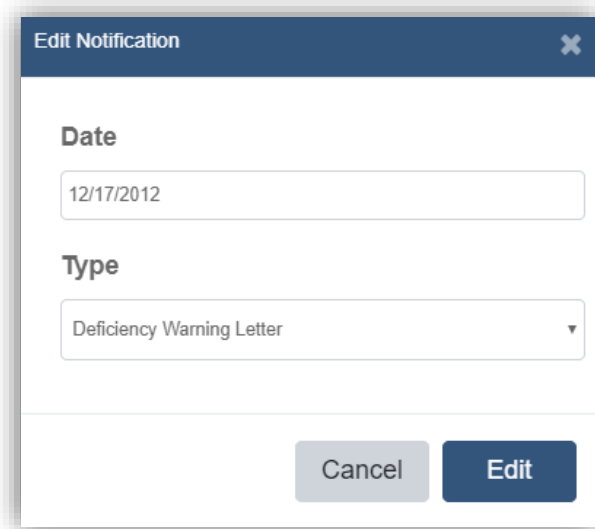 Edit Notification
Date
12/17/2012
Type
Deficiency Warning Letter
Cancel Edit